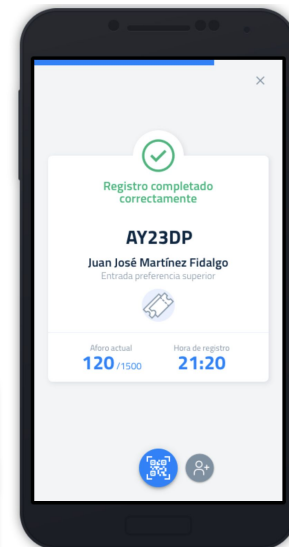 Registro completado
correctamente
AY23DP
Juan José Martínez Fidalgo
Entrada preferencia superior
Aforo actual
Hora de registro
120 /1500
21:20